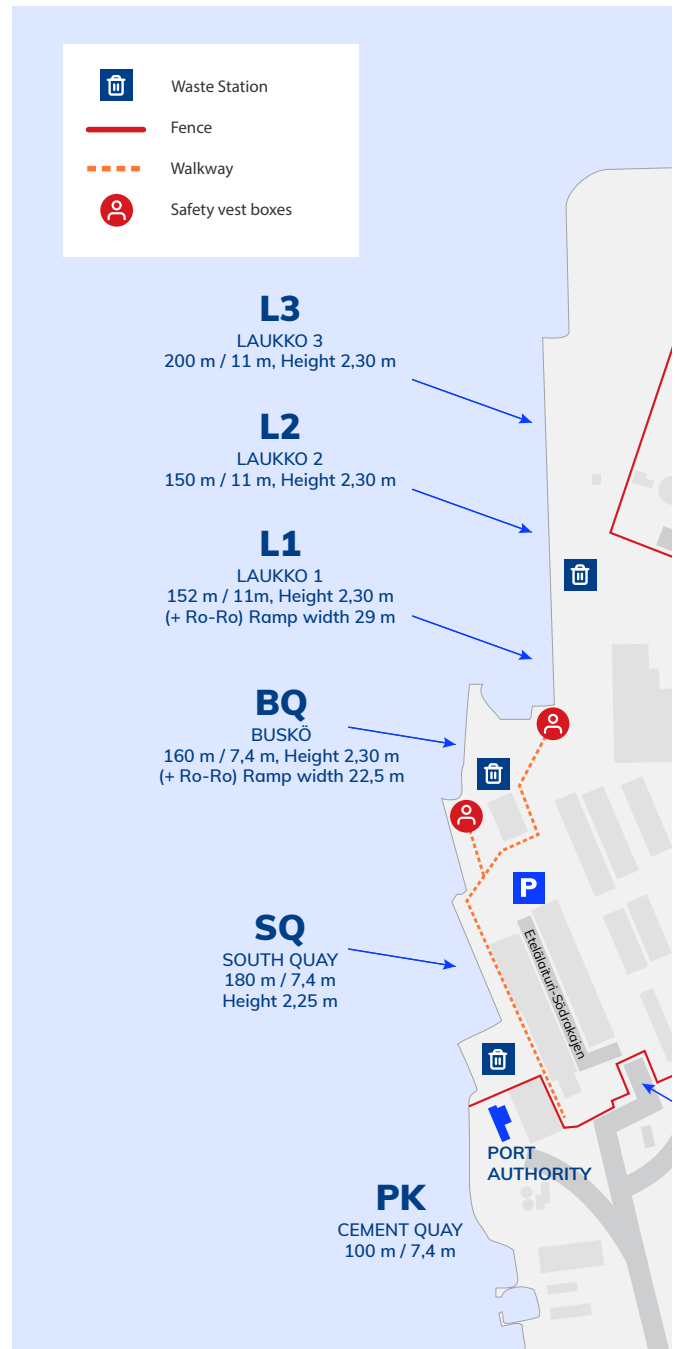 Waste Station
Fence
Walkway
Safety vest boxes
L3
LAUKKO 3
200 m / 11 m, Height 2,30 m
L2
LAUKKO 2
150 m / 11 m, Height 2,30 m
L1
LAUKKO 1
152 m / 11m, Height 2,30 m
(+ Ro-Ro) Ramp width 29 m
BQ
BUSKÖ
160 m / 7,4 m, Height 2,30 m
(+ Ro-Ro) Ramp width 22,5 m
P
SQ
SOUTH QUAY
180 m / 7,4 m
Height 2,25 m
Etelälaituri-Södrakajen
PORT
AUTHORITY
PK
CEMENT QUAY
100 m / 7,4 m